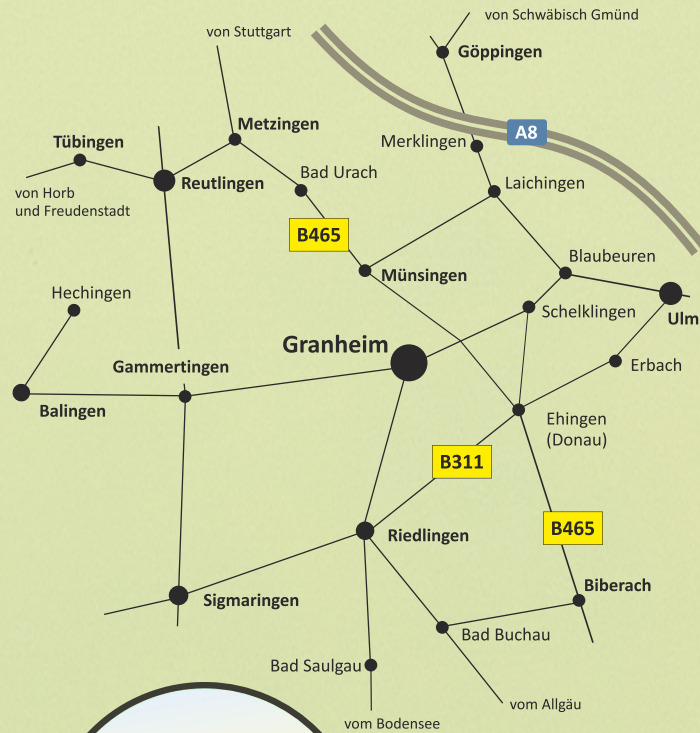 von Schwäbisch Gmünd
von Stuttgart
Göppingen
Metzingen
A8
Tübingen
Merklingen
Bad Urach
Reutlingen
Laichingen
von Horb
und Freudenstadt
B465
Blaubeuren
Münsingen
Hechingen
Schelklingen
Ulm
Granheim
Gammertingen
Erbach
Balingen
Ehingen
(Donau)
B311
B465
Riedlingen
Biberach
Sigmaringen
Bad Buchau
Bad Saulgau
vom Allgäu
vom Bodensee